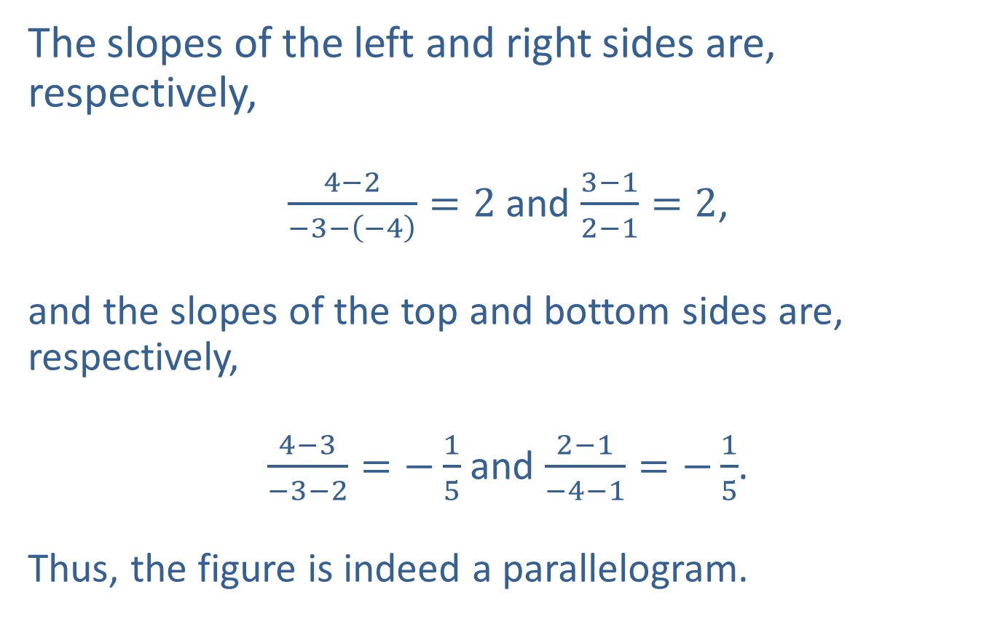 The slopes of the left and right sides are,
respectively,
\frac{4−2}{−3−(−4)} = 2 and \frac{3−1}{2−1} = 2,
and the slopes of the top and bottom sides are,
respectively,
\frac{4−3}{−3−2} = −\frac{1}{5} and \frac{2−1}{−4−1} = −\frac{1}{5}.
Thus, the figure is indeed a parallelogram.